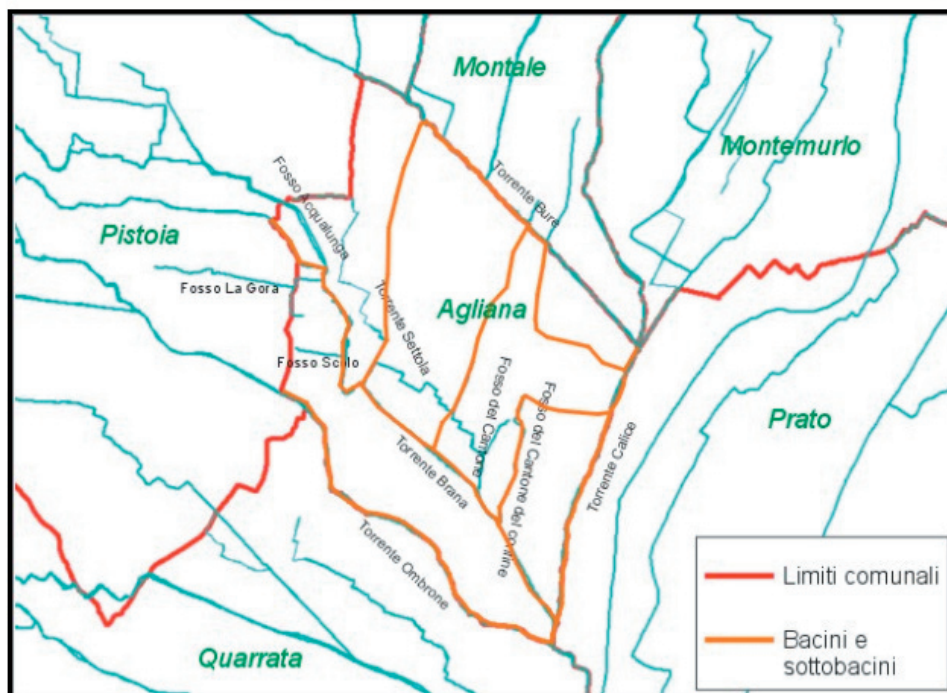 Montale
Montemurlo
Fosso Acqualunga
Torrente Bure
Pistoia
Fosso La Gora
Agliana
Torrente Settola
Fosso Scolo
Fosso del Cantone
Fosso del Cantone del confine
Prato
Torrente Calice
Torrente Brana
Torrente Ombrone
Quarrata
Limiti comunali
Bacini e
sottobacini